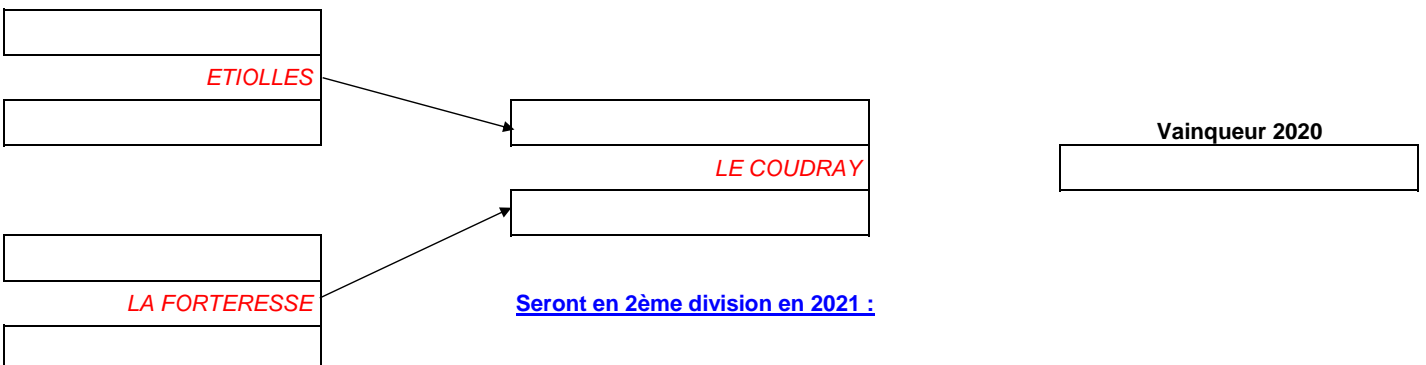 ETIOLLES
Vainqueur 2020
LE COUDRAY
LA FORTERESSE
Seront en 2ème division en 2021 :